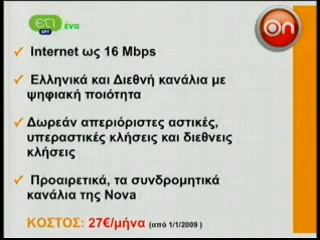 ετ1 ένα
ΕΡΤ
on
Internet ως 16 Mbps
Ελληνικά και Διεθνή κανάλια με
ψηφιακή ποιότητα
Δωρεάν απεριόριστες αστικές,
υπεραστικές κλήσεις και διεθνεις
κλήσεις
Προαιρετικά, τα συνδρομητικά
κανάλια της Nova
ΚΟΣΤΟΣ: 27€/μήνα (από 1/1/2009 )